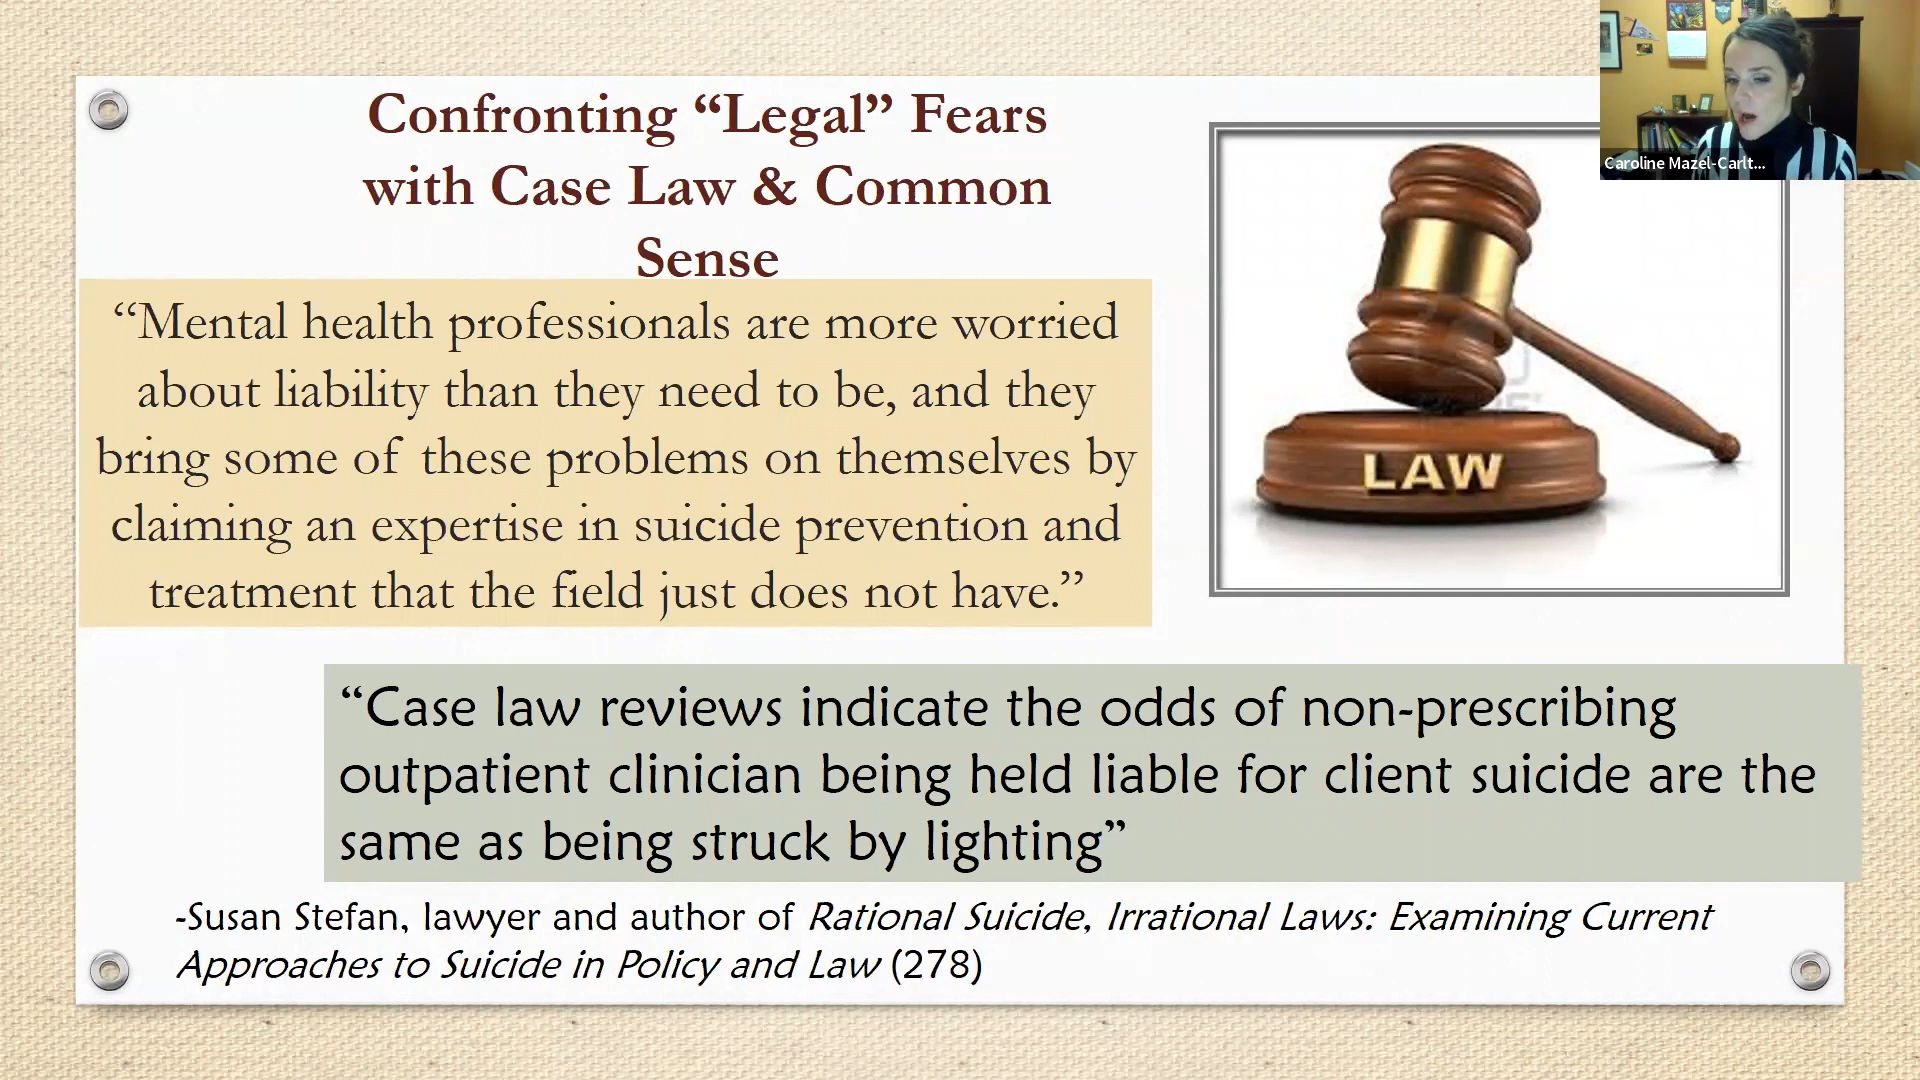 Confronting “Legal” Fears
with Case Law & Common
Sense
“Mental health professionals are more worried
about liability than they need to be, and they
bring some of these problems on themselves by
claiming an expertise in suicide prevention and
treatment that the field just does not have.”
LAW
Caroline Mazel-Carlt...
“Case law reviews indicate the odds of non-prescribing
outpatient clinician being held liable for client suicide are the
same as being struck by lighting”
-Susan Stefan, lawyer and author of Rational Suicide, Irrational Laws: Examining Current
Approaches to Suicide in Policy and Law (278)